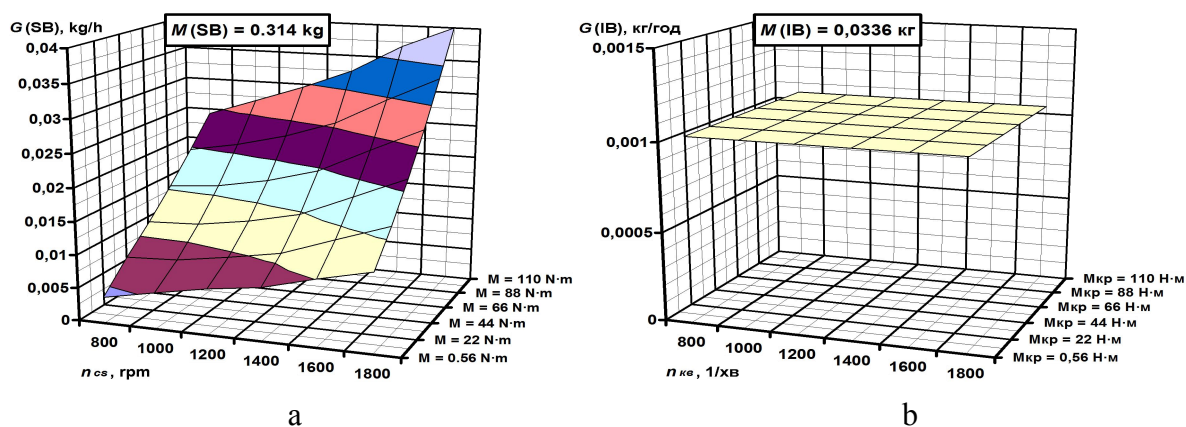 G (SB), kg/h
M (SB) = 0.314 kg
0,04
0,035
0,03
0,025
0,02
0,015
0,01
0,005
0
800
1000
1200
1400
1600
1800
n cs , rpm
M = 110 N·m
M = 88 N·m
M = 66 N·m
M = 44 N·m
M = 22 N·m
M = 0.56 N·m
a
G (ІВ), кг/год
M (ІВ) = 0,0336 кг
0,0015
0,001
0,0005
0
800
1000
1200
1400
1600
1800
n кв , 1/хв
Мкр = 110 Н·м
Мкр = 88 Н·м
Мкр = 66 Н·м
Мкр = 44 Н·м
Мкр = 22 Н·м
Мкр = 0,56 Н·м
b